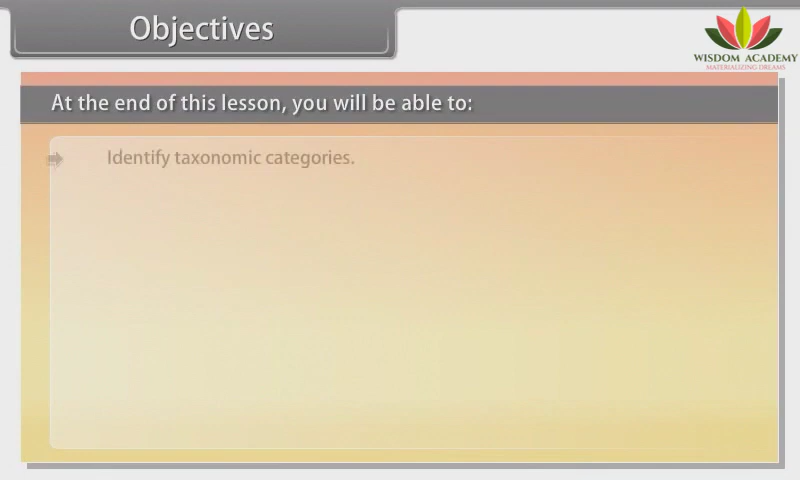 Objectives
WISDOM ACADEMY
MATERIALIZING DREAMS
At the end of this lesson, you will be able to:
Identify taxonomic categories.